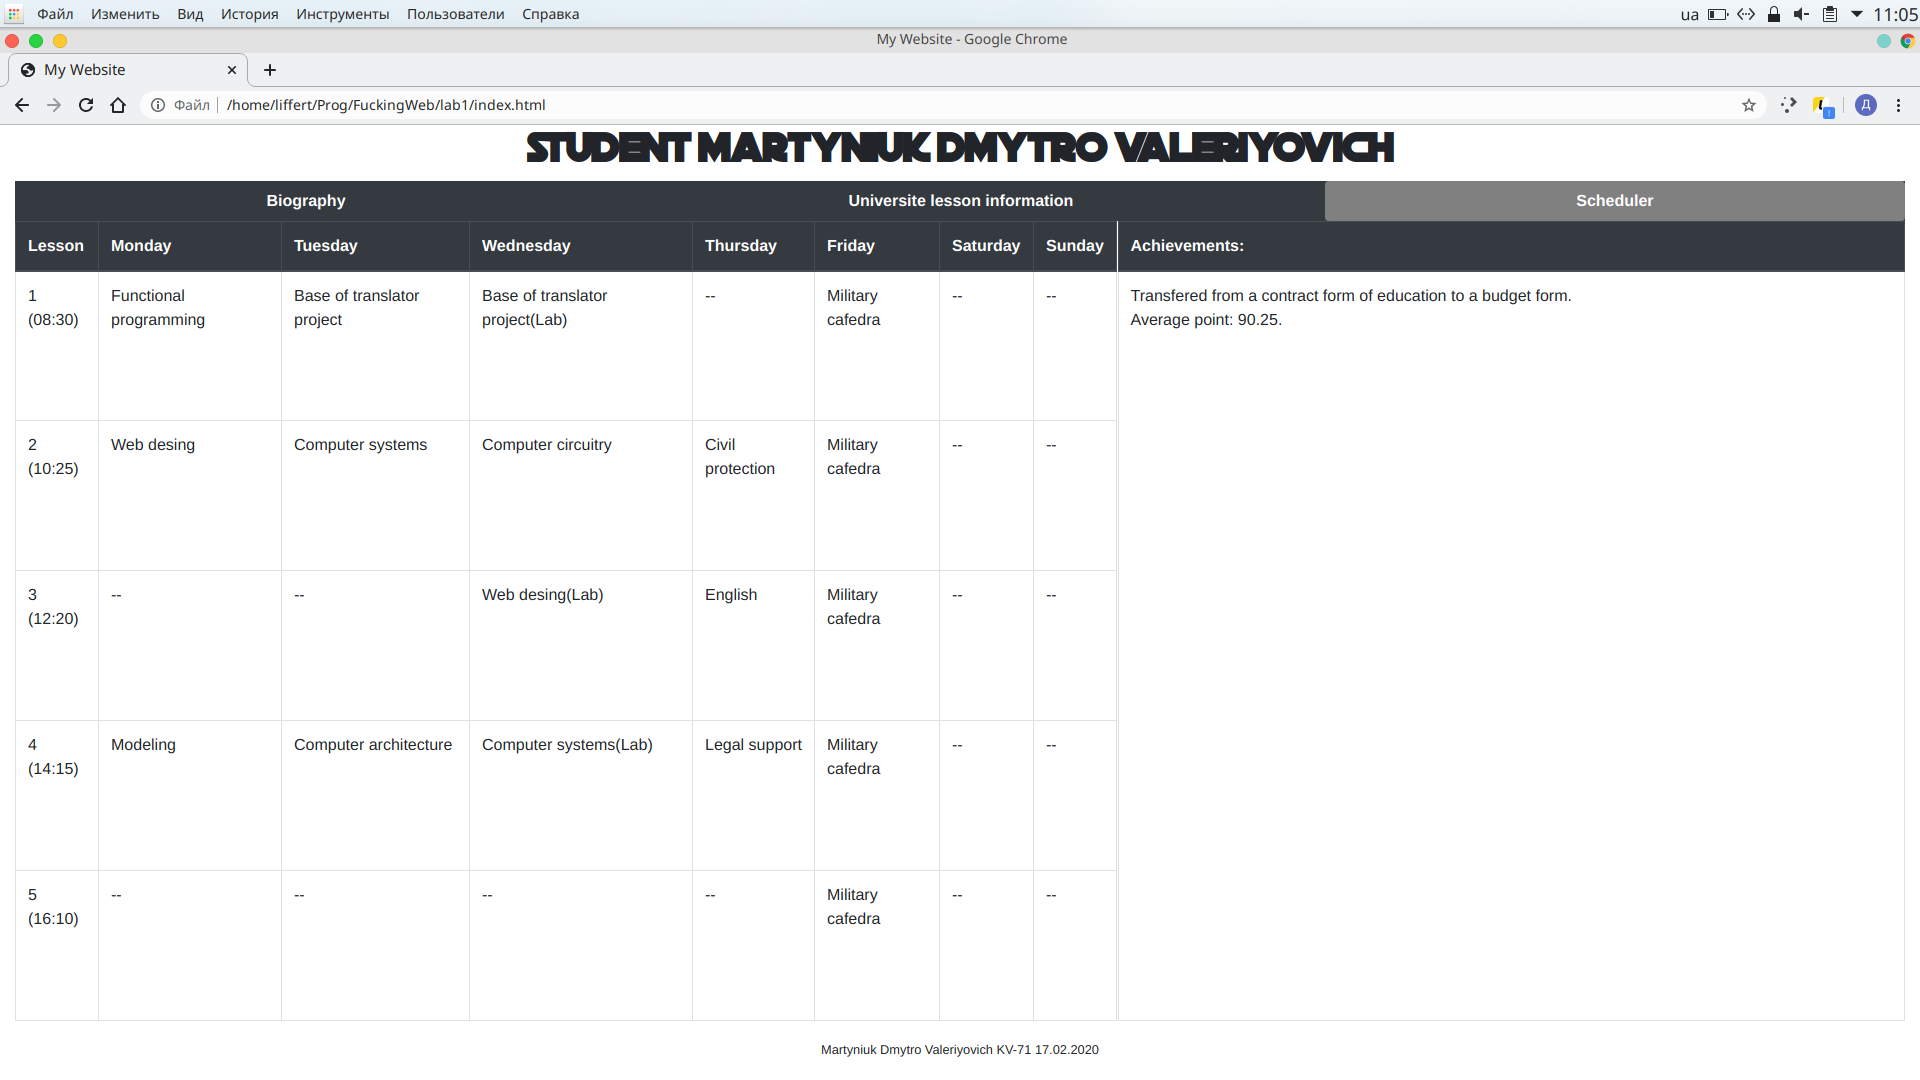 Файл Изменить Вид История Инструменты Пользователи Справка ua 11:05
My Website - Google Chrome
My Website
Файл /home/liffert/Prog/FuckingWeb/lab1/index.html Д
STUDENT MARTYNIUK DMYTRO VALERIYOVICH
Biography Universite lesson information Scheduler
Lesson Monday Tuesday Wednesday Thursday Friday Saturday Sunday Achievements:
1 Functional Base of translator Base of translator -- Military -- -- Transfered from a contract form of education to a budget form.
(08:30) programming project project(Lab) cafedra Average point: 90.25.
2 Web desing Computer systems Computer circuitry Civil Military -- --
(10:25) protection cafedra
3 -- -- Web desing(Lab) English Military -- --
(12:20) cafedra
4 Modeling Computer architecture Computer systems(Lab) Legal support Military -- --
(14:15) cafedra
5 -- -- -- -- Military -- --
(16:10) cafedra
Martyniuk Dmytro Valeriyovich KV-71 17.02.2020